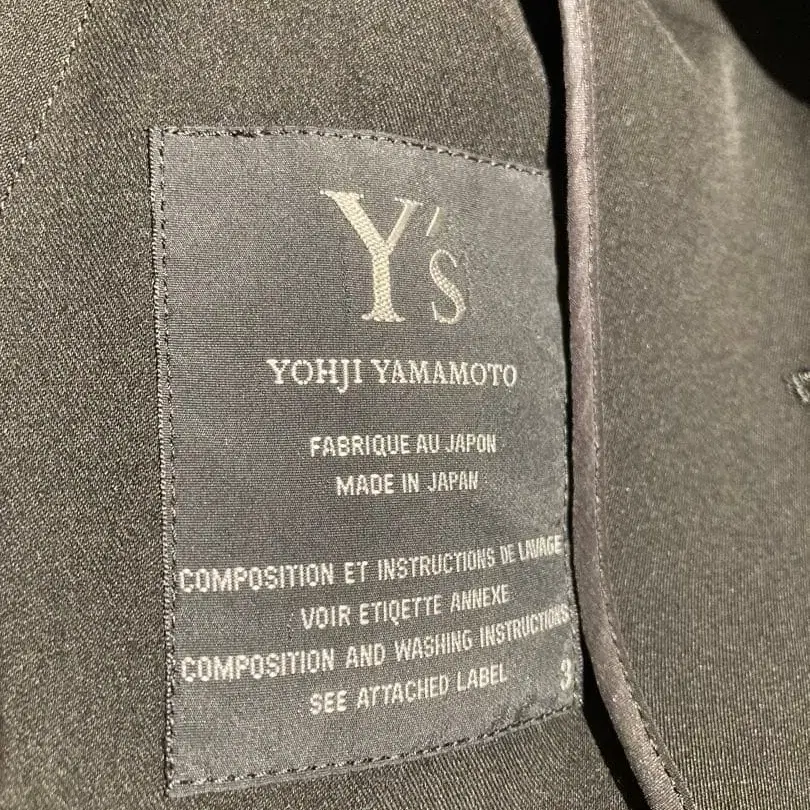 Y's
YOHJI YAMAMOTO
FABRIQUE AU JAPON
MADE IN JAPAN
COMPOSITION ET INSTRUCTIONS DE LAVAGE
VOIR ETIQETTE ANNEXE
COMPOSITION AND WASHING INSTRUCTIONS
SEE ATTACHED LABEL 3